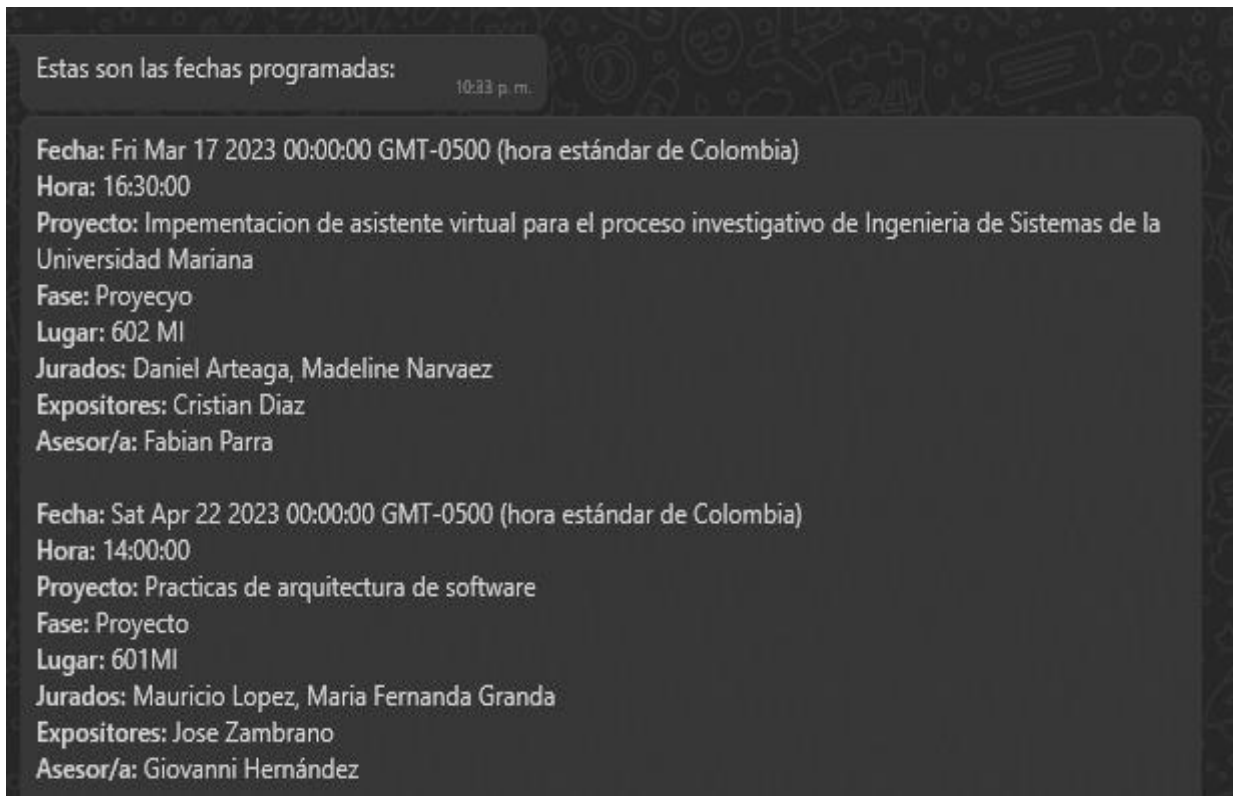 Estas son las fechas programadas:
10:33 p. m.
Fecha: Fri Mar 17 2023 00:00:00 GMT-0500 (hora estándar de Colombia)
Hora: 16:30:00
Proyecto: Impementacion de asistente virtual para el proceso investigativo de Ingenieria de Sistemas de la
Universidad Mariana
Fase: Proyecyo
Lugar: 602 MI
Jurados: Daniel Arteaga, Madeline Narvaez
Expositores: Cristian Diaz
Asesor/a: Fabian Parra
Fecha: Sat Apr 22 2023 00:00:00 GMT-0500 (hora estándar de Colombia)
Hora: 14:00:00
Proyecto: Practicas de arquitectura de software
Fase: Proyecto
Lugar: 601MI
Jurados: Mauricio Lopez, Maria Fernanda Granda
Expositores: Jose Zambrano
Asesor/a: Giovanni Hernández